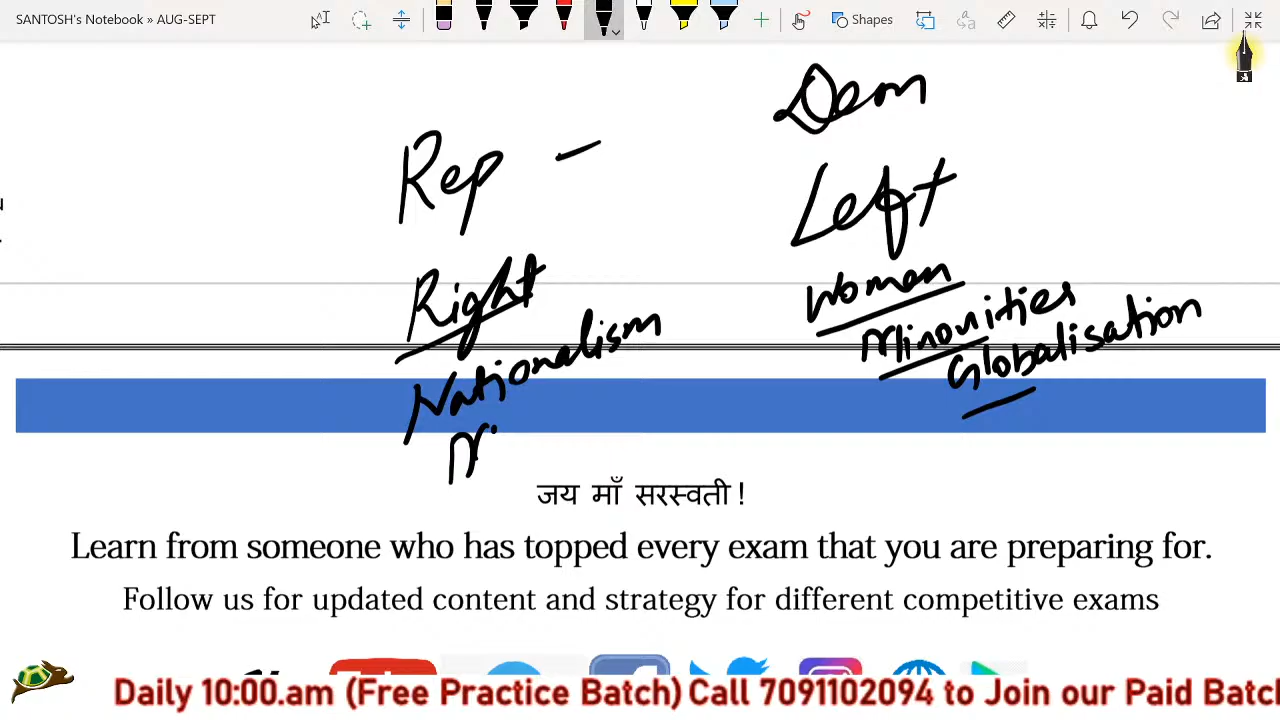 SANTOSH's Notebook » AUG-SEPT
Shapes
Dem
Rep -
Left
Right
Woman
Minorities
Nationalism
Globalisation
जय माँ सरस्वती !
Learn from someone who has topped every exam that you are preparing for.
Follow us for updated content and strategy for different competitive exams
Daily 10:00.am (Free Practice Batch) Call 7091102094 to Join our Paid Batc